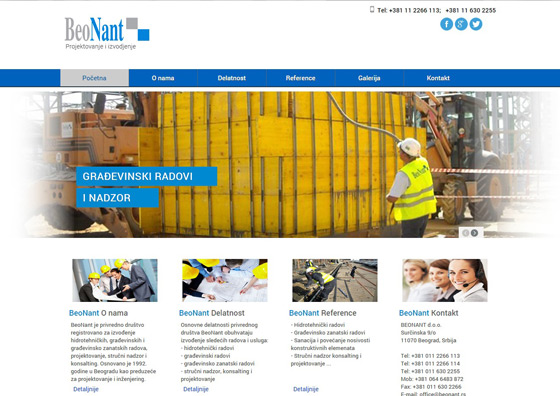 Tel: +381 11 2266 113; +381 11 630 2255
BeoNant
Projektovanje i izvodjenje
Početna O nama Delatnost Reference Galerija Kontakt
BeoNant
GRAĐEVINSKI RADOVI
I NADZOR
BeoNant O nama
BeoNant je privredno društvo
registrovano za izvođenje
hidrotehničkih, građevinskih i
građevinsko zanatskih radova,
projektovanje, stručni nadzor i
konsalting. Osnovano je 1992.
godine u Beogradu kao preduzeće
za projektovanje i inženjering.
Detaljnije
BeoNant Delatnost
Osnovne delatnosti privrednog
društva BeoNant obuhvataju
izvođenje sledećih radova i usluga:
- hidrotehnički radovi
- građevinski radovi
- građevinsko zanatski radovi
- stručni nadzor, konsalting i
projektovanje ...
Detaljnije
BeoNant Reference
- Hidrotehnički radovi
- Građevinsko zanatski radovi
- Sanacija i povećanje nosivosti
konstruktivnih elemenata
- Stručni nadzor konsalting i
projektovanje ....
Detaljnije
BeoNant Kontakt
BEONANT d.o.o.
Surčinska 9/o
11070 Beograd, Srbija
Tel: +381 011 2266 113
Tel: +381 011 2266 114
Tel: +381 011 630 2255
Mob: +381 064 6483 872
Fax: +381 011 2266 114
E-mail: office@beonant.rs